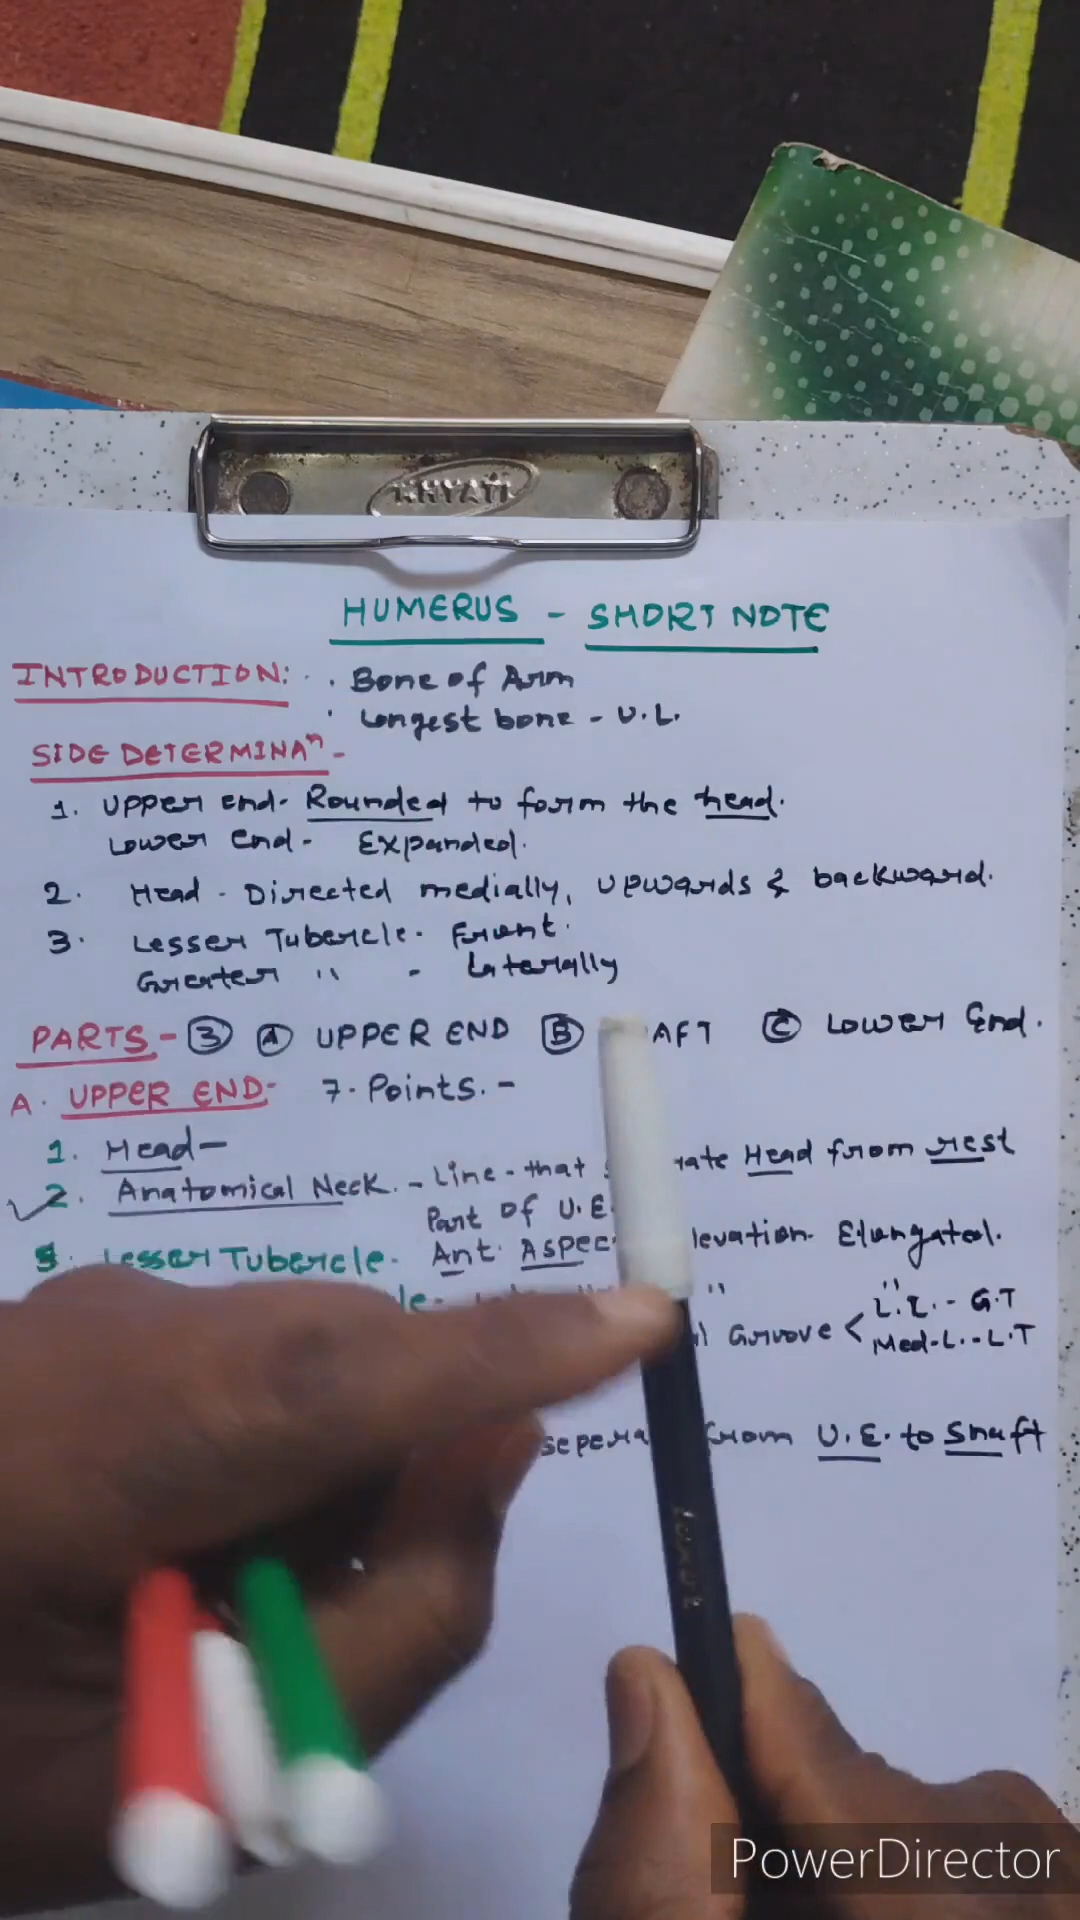 KHYATI
HUMERUS - SHORT NOTE
INTRODUCTION: . Bone of Arm
. Longest bone - U.L.
SIDE DETERMINAⁿ -
1. Upper end- Rounded to form the head.
Lower end - Expanded.
2. Head - Directed medially, upwards & backward.
3. Lesser Tubercle - Front.
Greater " - Laterally
PARTS - ③ Ⓐ UPPER END Ⓑ AFT Ⓒ LOWER End.
A. UPPER END- 7. Points. -
1. Head -
2. Anatomical Neck. - Line - that rate Head from rest
Part of U.E
Lesser Tubercle. Ant. Aspec levation. Elongated.
le- "
l Groove < L.L. - G.T
Med-L. - L.T
sepera from U.E. to Shaft
PowerDirector